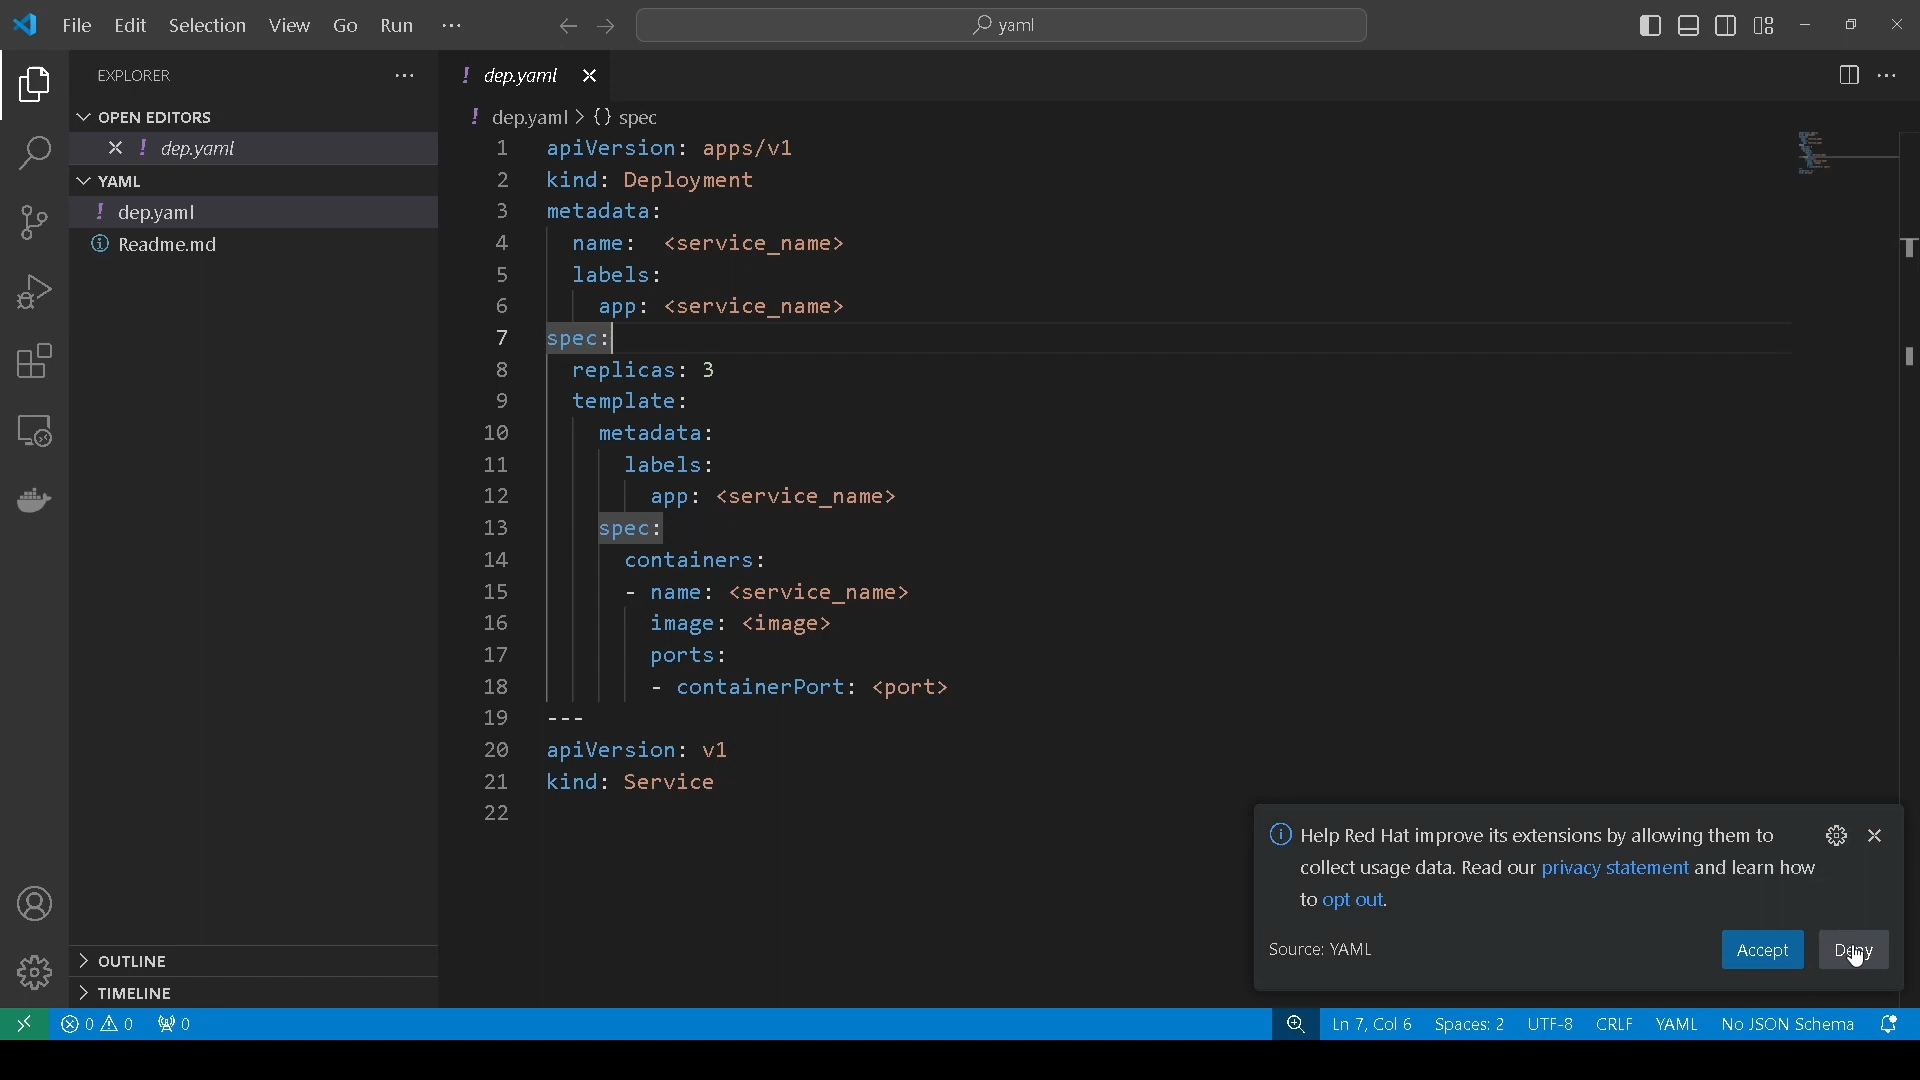 File Edit Selection View Go Run ···
yaml
EXPLORER
OPEN EDITORS
! dep.yaml
YAML
! dep.yaml
Readme.md
OUTLINE
TIMELINE
! dep.yaml
! dep.yaml > {} spec
1 apiVersion: apps/v1
2 kind: Deployment
3 metadata:
4   name:  <service_name>
5   labels:
6     app: <service_name>
7 spec:
8   replicas: 3
9   template:
10     metadata:
11       labels:
12         app: <service_name>
13     spec:
14       containers:
15       - name: <service_name>
16         image: <image>
17         ports:
18         - containerPort: <port>
19 ---
20 apiVersion: v1
21 kind: Service
22
Help Red Hat improve its extensions by allowing them to
collect usage data. Read our privacy statement and learn how
to opt out.
Source: YAML
Accept Deny
0 0 0 Ln 7, Col 6 Spaces: 2 UTF-8 CRLF YAML No JSON Schema